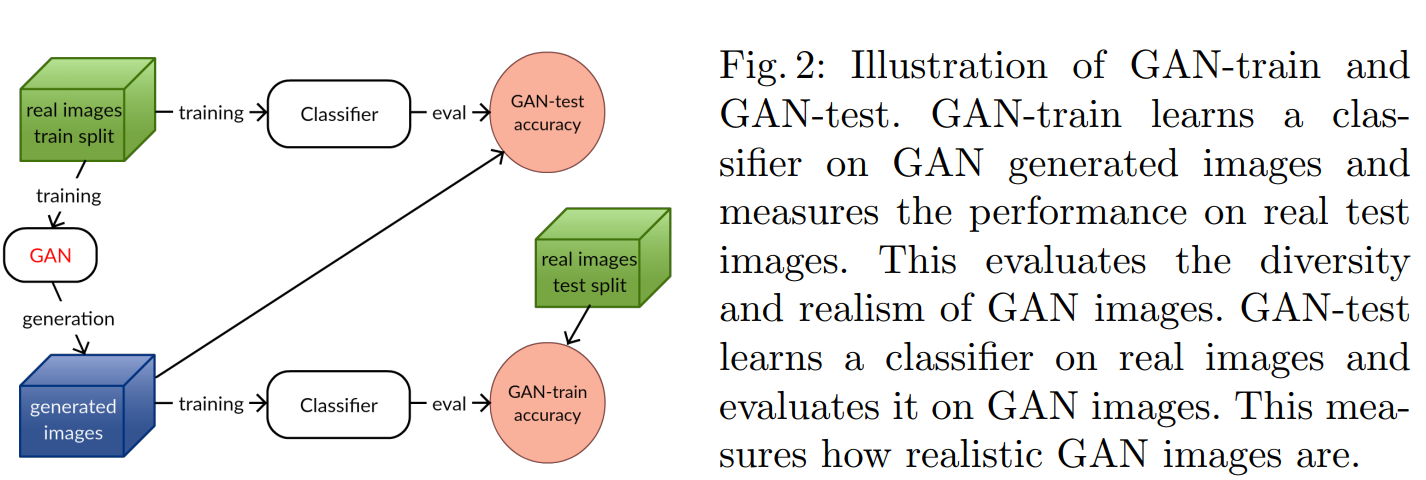 real images
train split
training
Classifier
eval
GAN-test
accuracy
training
GAN
generation
real images
test split
generated
images
training
Classifier
eval
GAN-train
accuracy
Fig. 2: Illustration of GAN-train and
GAN-test. GAN-train learns a clas-
sifier on GAN generated images and
measures the performance on real test
images. This evaluates the diversity
and realism of GAN images. GAN-test
learns a classifier on real images and
evaluates it on GAN images. This mea-
sures how realistic GAN images are.